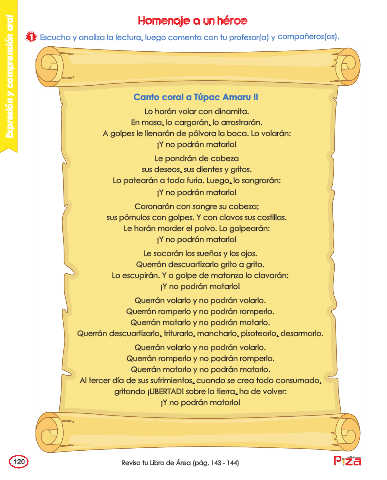 Expresión y comprensión oral
Homenaje a un héroe
1 Escucha y analiza la lectura, luego comenta con tu profesor(a) y compañeros(as).
Canto coral a Túpac Amaru II
Lo harán volar con dinamita.
En masa, lo cargarán, lo arrastrarán.
A golpes le llenarán de pólvora la boca. Lo volarán:
¡Y no podrán matarlo!
Le pondrán de cabeza
sus deseos, sus dientes y gritos.
Lo patearán a toda furia. Luego, lo sangrarán:
¡Y no podrán matarlo!
Coronarán con sangre su cabeza;
sus pómulos con golpes. Y con clavos sus costillas.
Le harán morder el polvo. Lo golpearán:
¡Y no podrán matarlo!
Le sacarán los sueños y los ojos.
Querrán descuartizarlo grito a grito.
Lo escupirán. Y a golpe de matanza lo clavarán:
¡Y no podrán matarlo!
Querrán volarlo y no podrán volarlo.
Querrán romperlo y no podrán romperlo.
Querrán matarlo y no podrán matarlo.
Querrán descuartizarlo, triturarlo, mancharlo, pisotearlo, desarmarlo.
Querrán volarlo y no podrán volarlo.
Querrán romperlo y no podrán romperlo.
Querrán matarlo y no podrán matarlo.
Al tercer día de sus sufrimientos, cuando se crea todo consumado,
gritando ¡LIBERTAD! sobre la tierra, ha de volver:
¡Y no podrán matarlo!
120
Revisa tu Libro de Área (pág. 143 - 144)